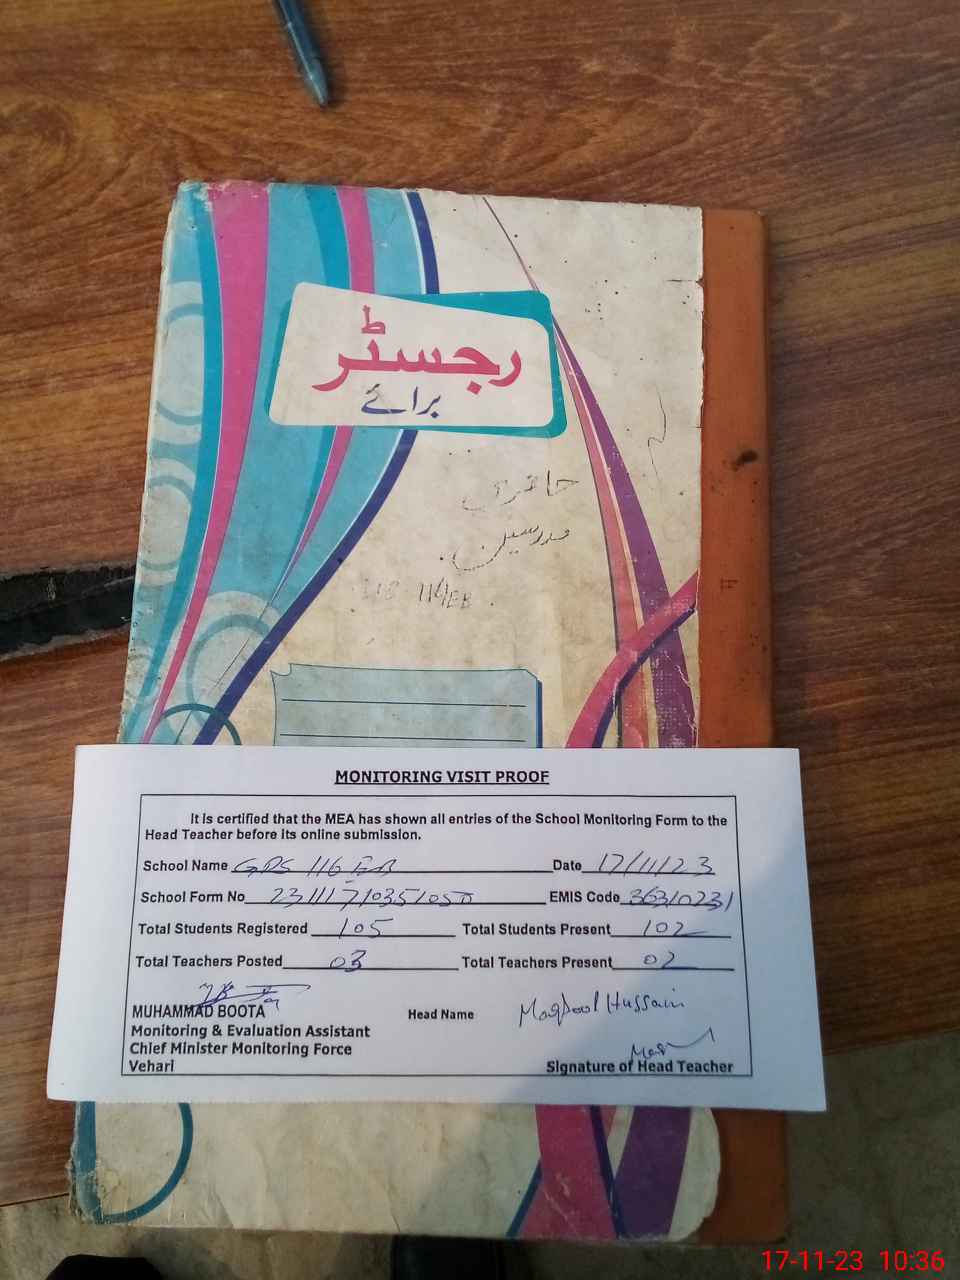 رجسٹر
برائے
حاضری
مدرسین
114/EB
MONITORING VISIT PROOF
It is certified that the MEA has shown all entries of the School Monitoring Form to the
Head Teacher before its online submission.
School Name GPS 116 EB Date 17/11/23
School Form No EMIS Code 36310231
Total Students Registered 105 Total Students Present 102
Total Teachers Posted 03 Total Teachers Present 02
MUHAMMAD BOOTA Head Name Maqbool Hussain
Monitoring & Evaluation Assistant
Chief Minister Monitoring Force
Vehari Signature of Head Teacher
17-11-23 10:36